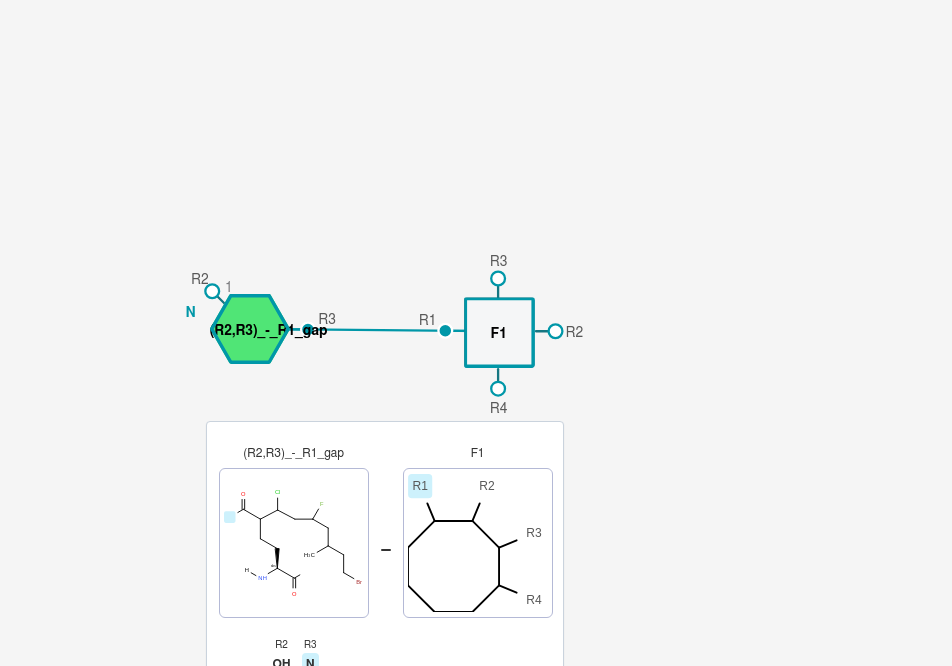 R3
R2
1
N
(R2,R3)_-_R1_gap
R3
R1
F1
R2
R4
(R2,R3)_-_R1_gap
F1
O
Cl
F
H₃C
H
NH
O
Br
–
R1
R2
R3
R4
R2
R3
OH
N